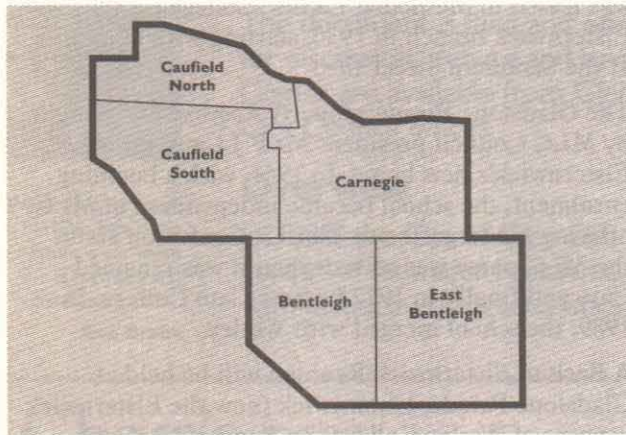 Caufield
North
Caufield
South
Carnegie
Bentleigh
East
Bentleigh